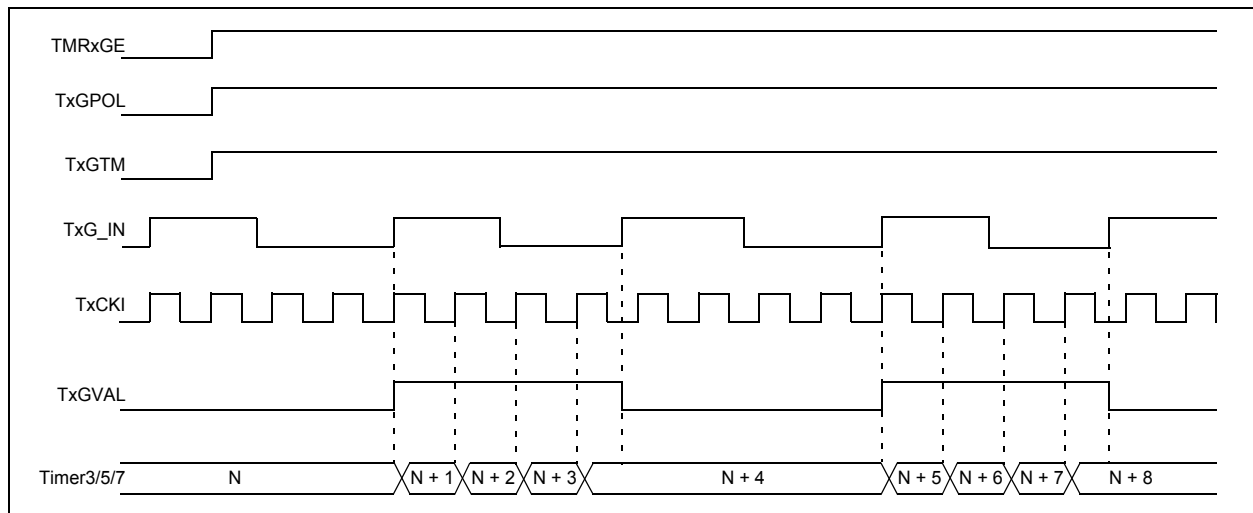 TMRxGE
TxGPOL
TxGTM
TxG_IN
TxCKI
TxGVAL
Timer3/5/7 N N + 1 N + 2 N + 3 N + 4 N + 5 N + 6 N + 7 N + 8